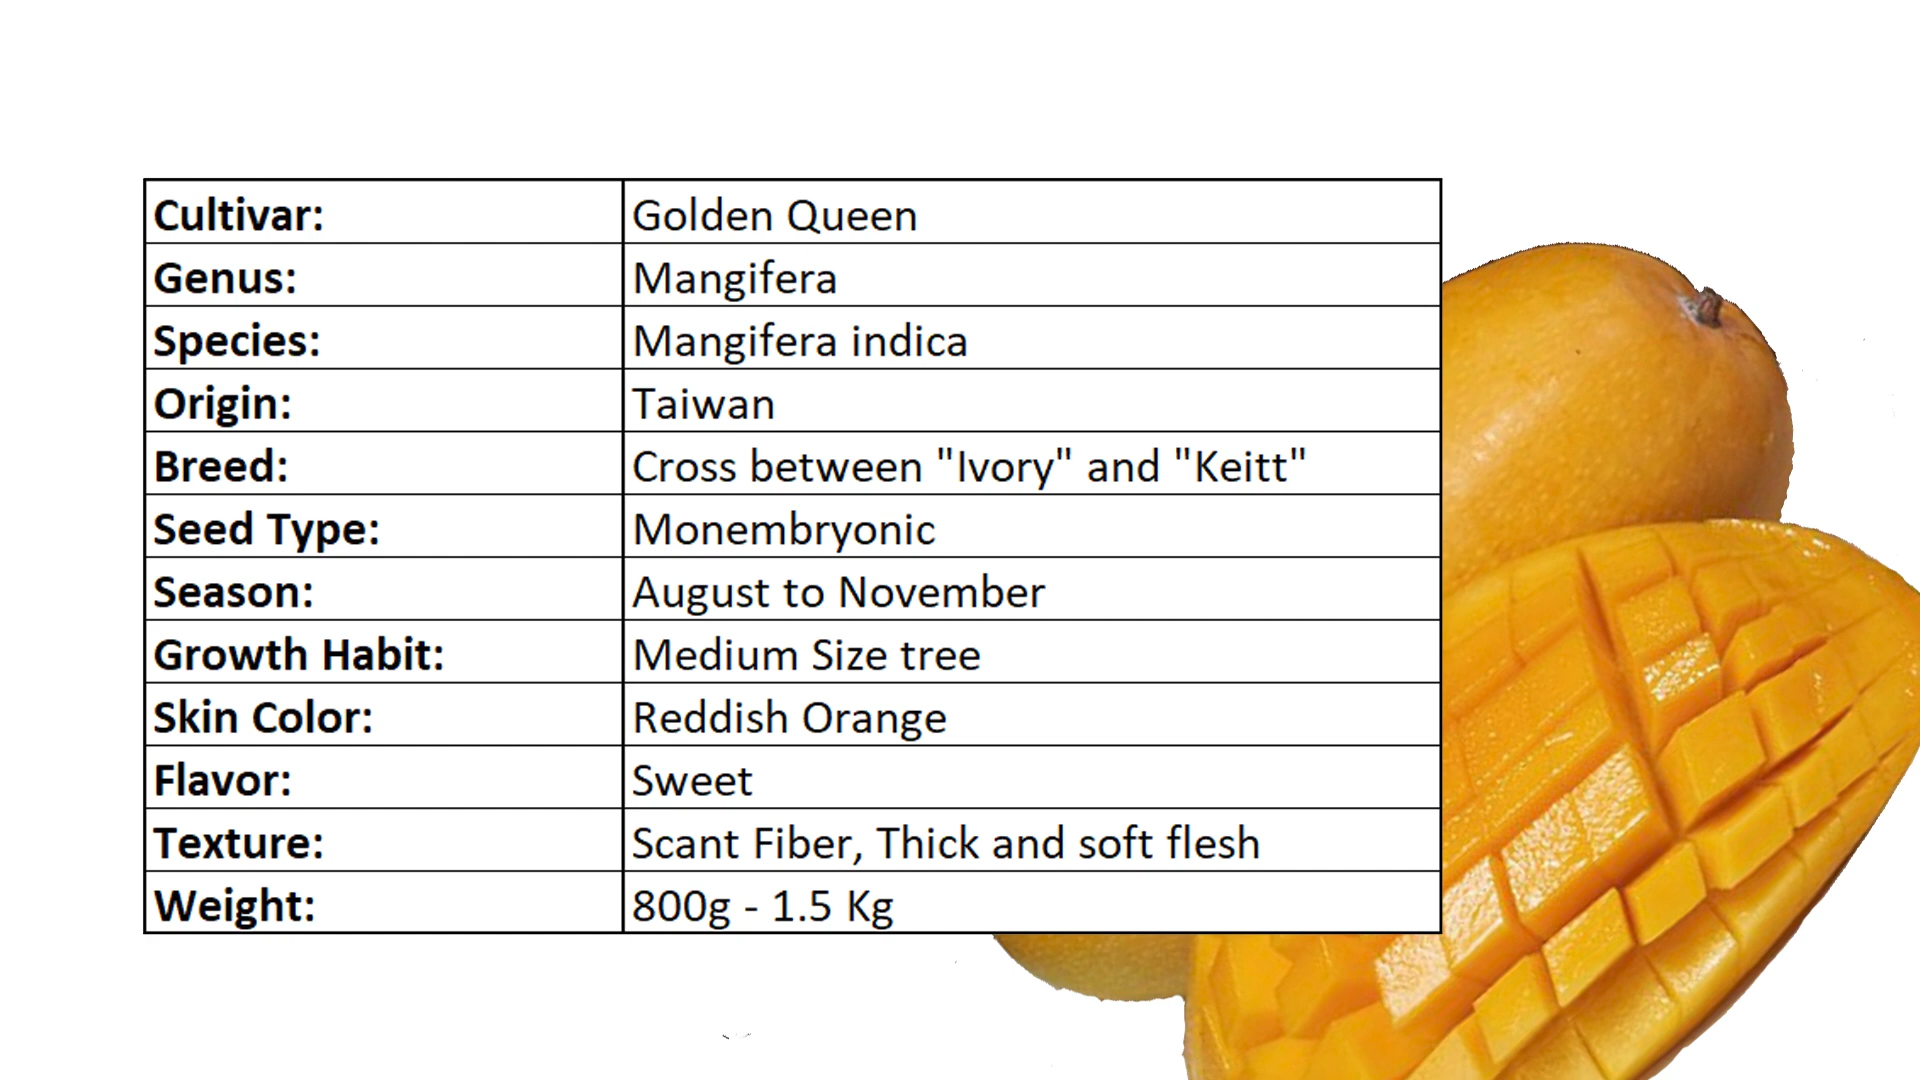 Cultivar: Golden Queen
Genus: Mangifera
Species: Mangifera indica
Origin: Taiwan
Breed: Cross between "Ivory" and "Keitt"
Seed Type: Monembryonic
Season: August to November
Growth Habit: Medium Size tree
Skin Color: Reddish Orange
Flavor: Sweet
Texture: Scant Fiber, Thick and soft flesh
Weight: 800g - 1.5 Kg